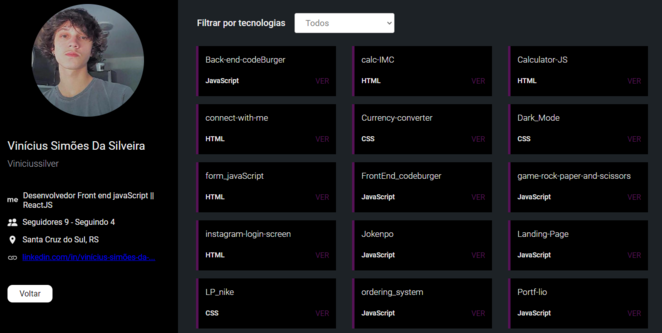 Vinícius Simões Da Silveira
Viniciussilver
me Desenvolvedor Front end javaScript ||
ReactJS
Seguidores 9 - Seguindo 4
Santa Cruz do Sul, RS
linkedin.com/in/vinicius-simões-da-...
Voltar
Filtrar por tecnologias Todos
Back-end-codeBurger
JavaScript VER
calc-IMC
HTML VER
Calculator-JS
HTML VER
connect-with-me
HTML VER
Currency-converter
CSS VER
Dark_Mode
CSS VER
form_javaScript
HTML VER
FrontEnd_codeburger
JavaScript VER
game-rock-paper-and-scissors
JavaScript VER
instagram-login-screen
HTML VER
Jokenpo
JavaScript VER
Landing-Page
JavaScript VER
LP_nike
CSS VER
ordering_system
JavaScript VER
Portf-lio
JavaScript VER